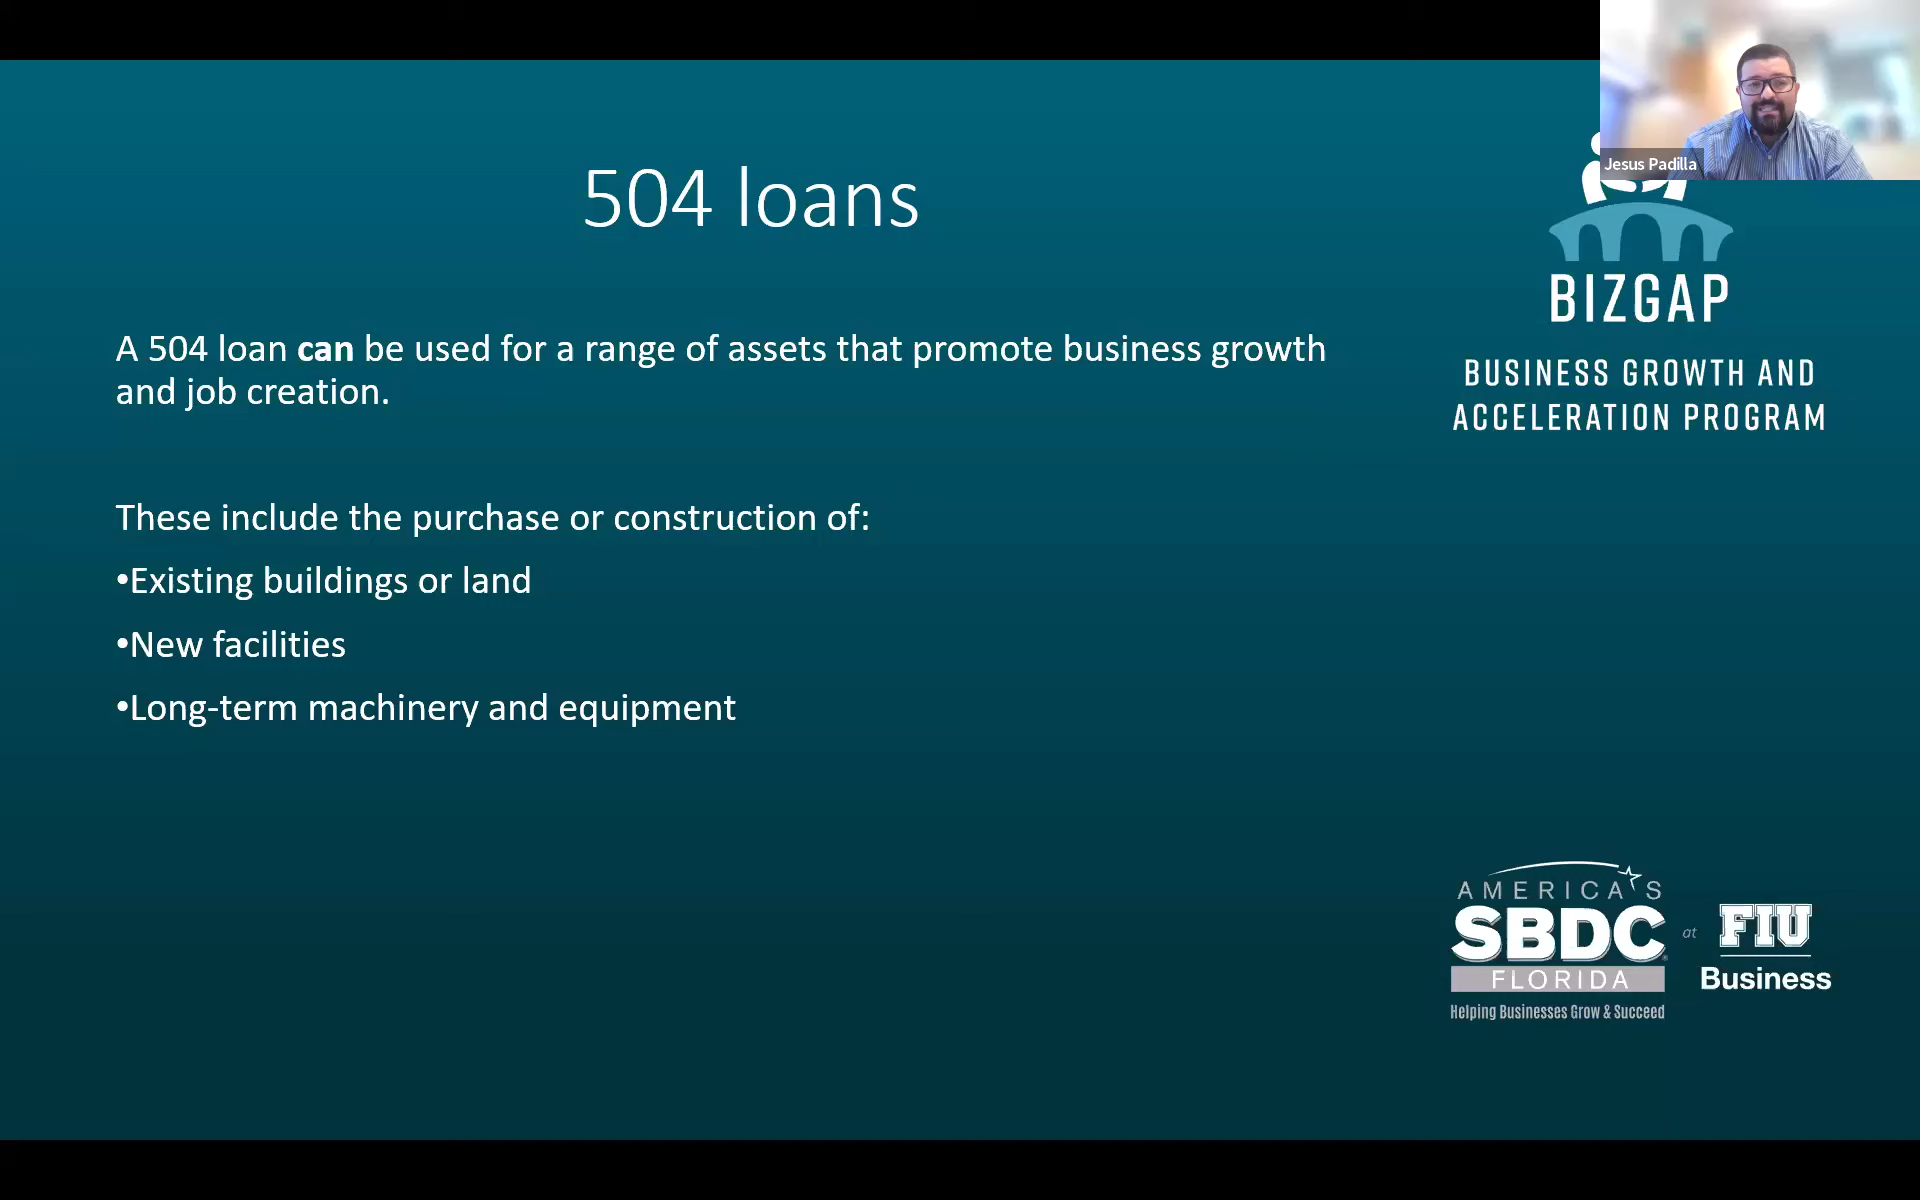 Jesus Padilla
504 loans
A 504 loan can be used for a range of assets that promote business growth
and job creation.
These include the purchase or construction of:
•Existing buildings or land
•New facilities
•Long-term machinery and equipment
BIZGAP
BUSINESS GROWTH AND
ACCELERATION PROGRAM
AMERICA'S
SBDC
FLORIDA
Helping Businesses Grow & Succeed
at
FIU
Business